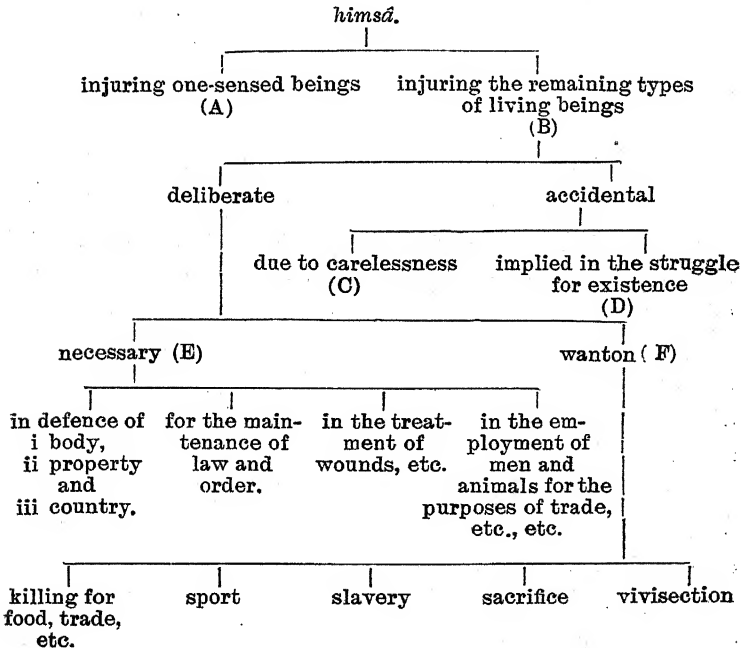 himsâ.
injuring one-sensed beings
(A)
injuring the remaining types
of living beings
(B)
deliberate
accidental
due to carelessness
(C)
implied in the struggle
for existence
(D)
necessary (E)
wanton ( F)
in defence of
i body,
ii property
and
iii country.
for the main-
tenance of
law and
order.
in the treat-
ment of
wounds, etc.
in the em-
ployment of
men and
animals for the
purposes of trade,
etc., etc.
killing for
food, trade,
etc.
sport
slavery
sacrifice
vivisection